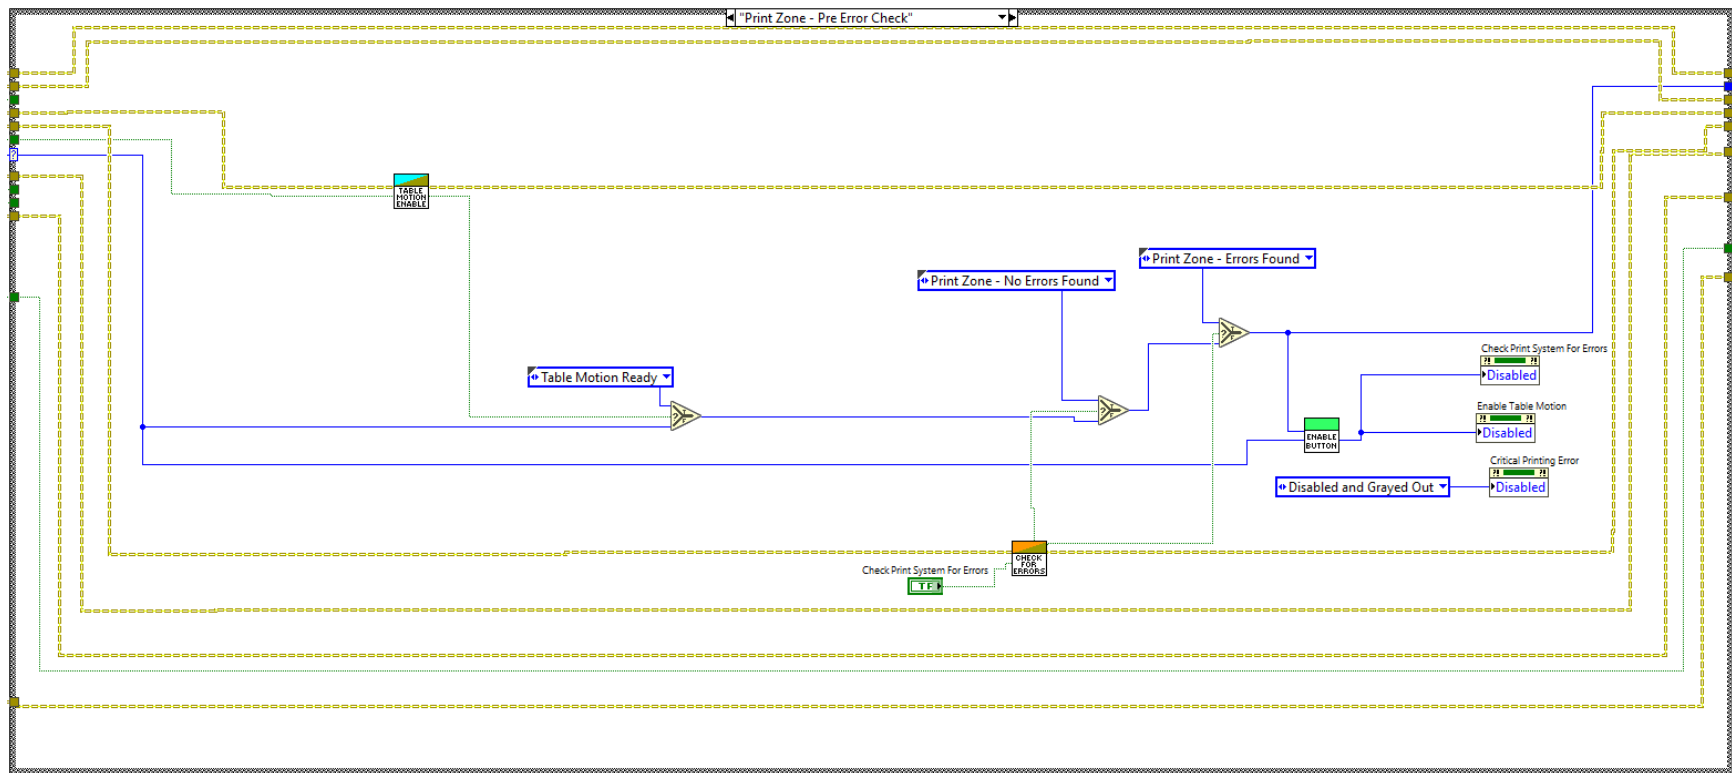 "Print Zone - Pre Error Check"
TABLE
MOTION
ENABLE
Print Zone - Errors Found
Print Zone - No Errors Found
Check Print System For Errors
Disabled
Table Motion Ready
Enable Table Motion
Disabled
ENABLE
BUTTON
Critical Printing Error
Disabled and Grayed Out
Disabled
CHECK
FOR
ERRORS
Check Print System For Errors
TF